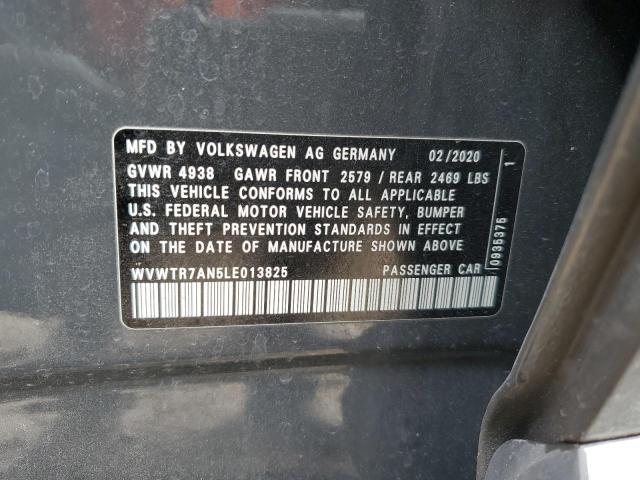 MFD BY VOLKSWAGEN AG GERMANY 02/2020
GVWR 4938 GAWR FRONT 2579 / REAR 2469 LBS
THIS VEHICLE CONFORMS TO ALL APPLICABLE
U.S. FEDERAL MOTOR VEHICLE SAFETY, BUMPER
AND THEFT PREVENTION STANDARDS IN EFFECT
ON THE DATE OF MANUFACTURE SHOWN ABOVE
WVWTR7AN5LE013825 PASSENGER CAR
0935375 1